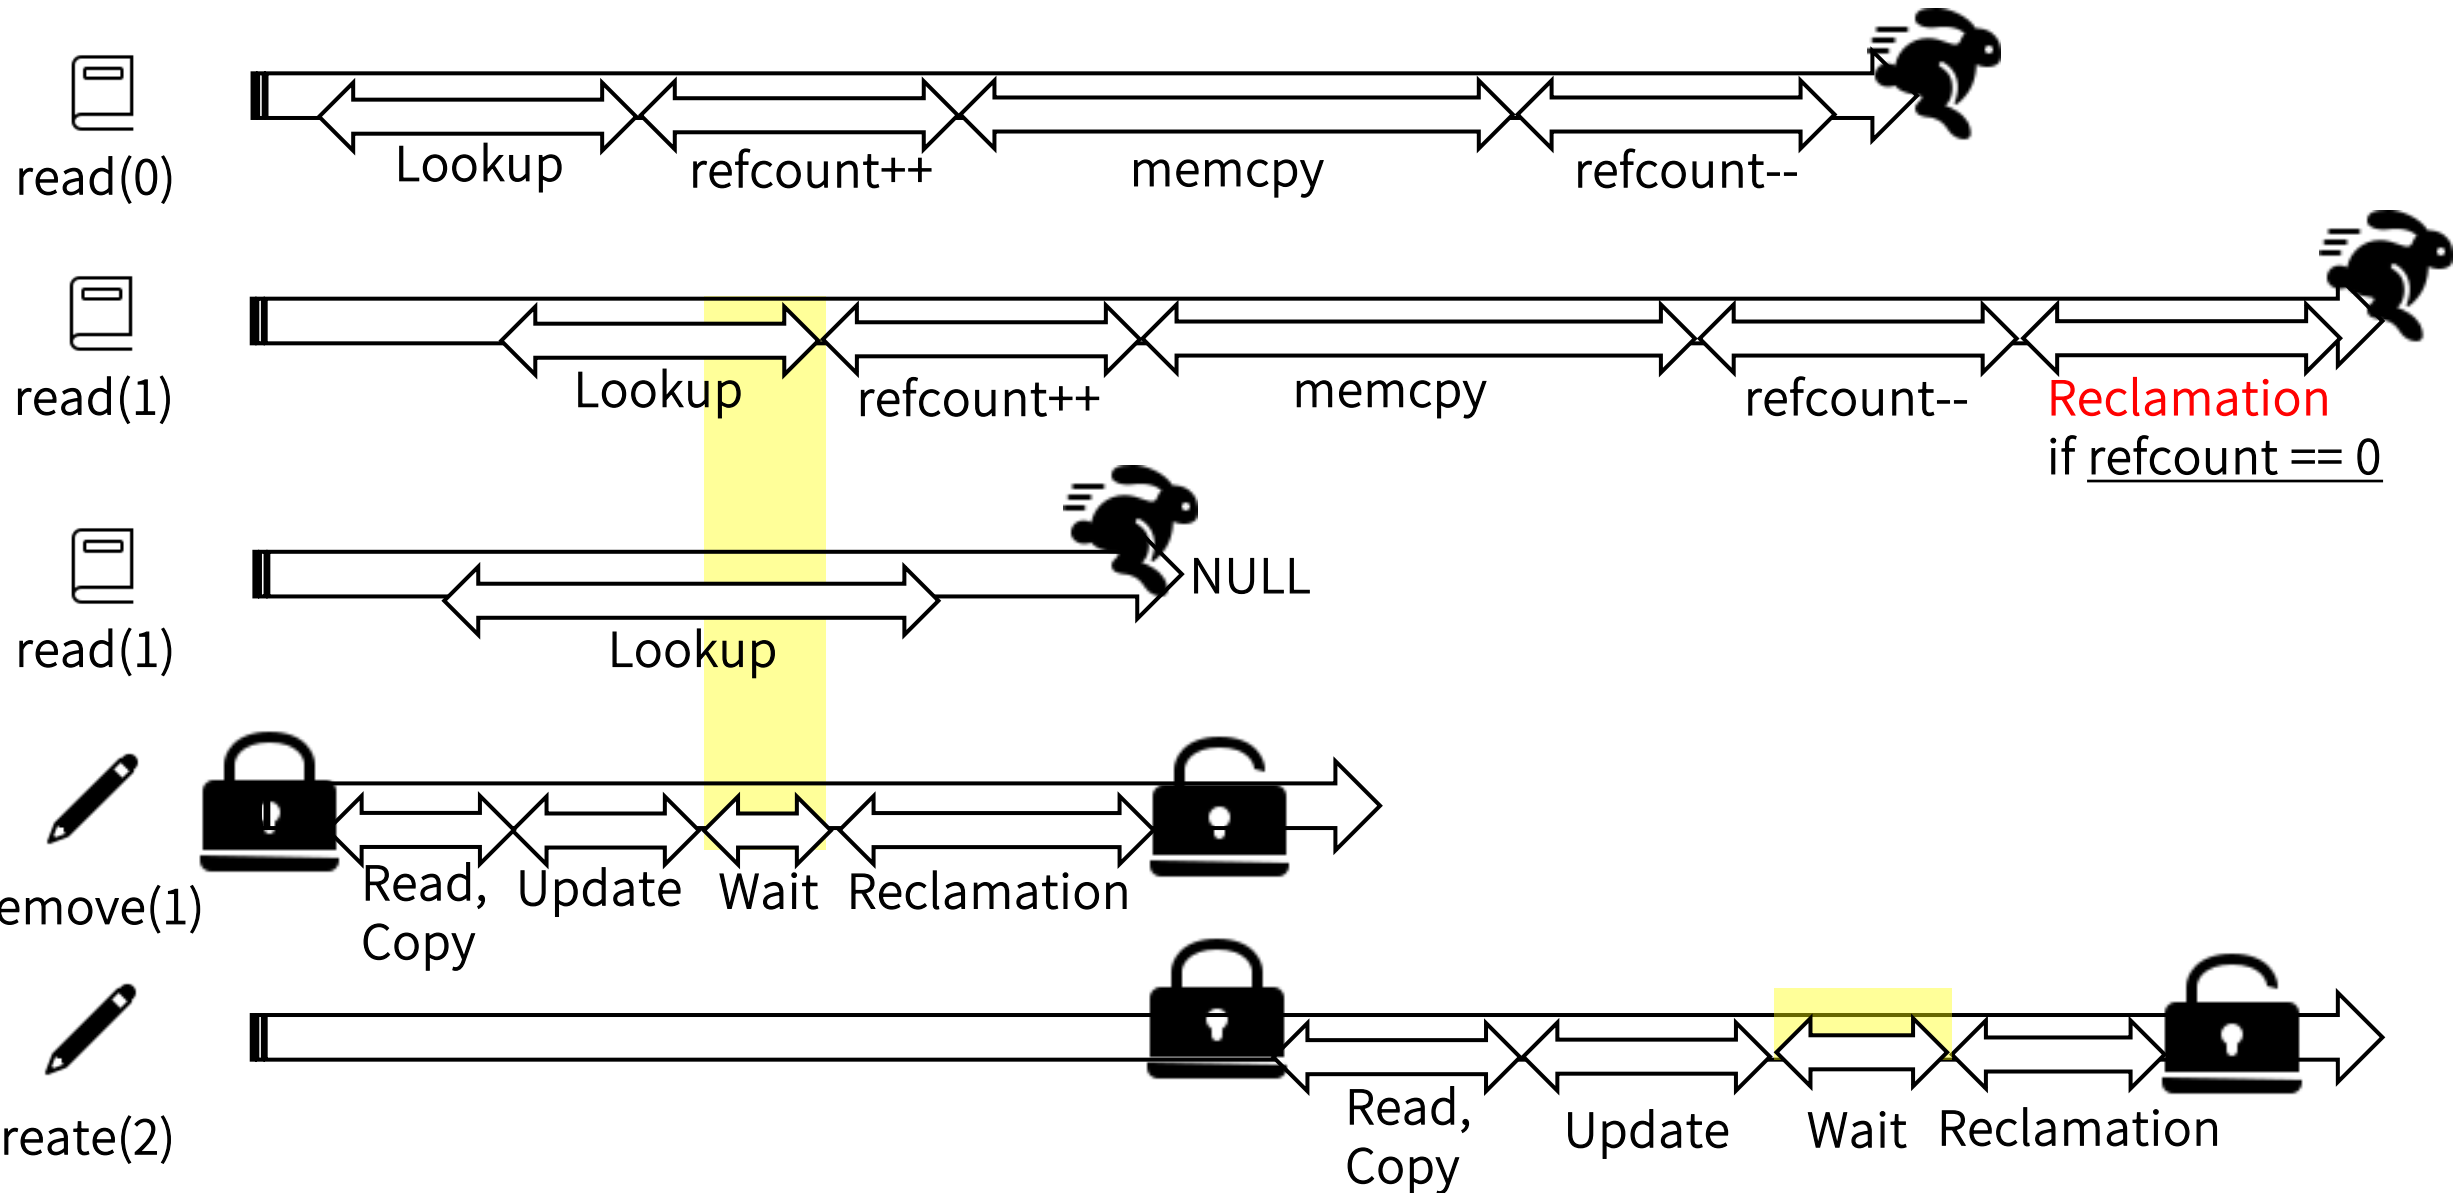 read(0)
Lookup
refcount++
memcpy
refcount--
read(1)
Lookup
refcount++
memcpy
refcount--
Reclamation
if refcount == 0
read(1)
Lookup
NULL
emove(1)
Read,
Copy
Update
Wait
Reclamation
reate(2)
Read,
Copy
Update
Wait
Reclamation